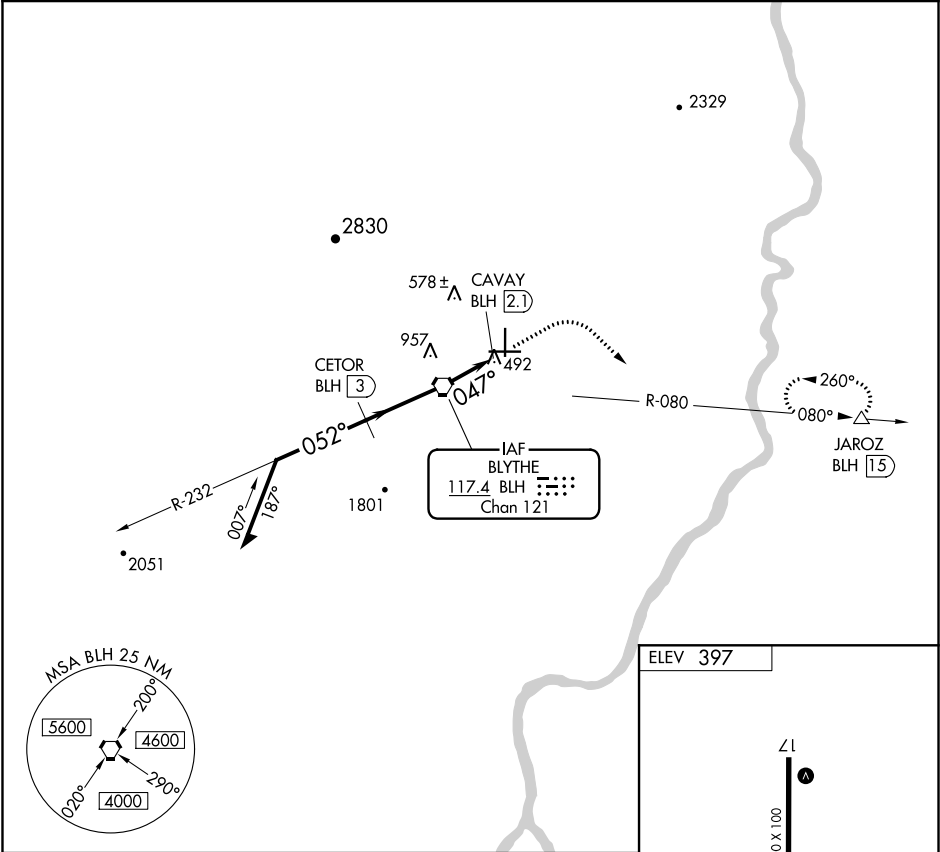 2329
2830
578 ±
CAVAY
BLH 2.1
957
492
CETOR
BLH 3
047°
052°
260°
R-080
080°
JAROZ
BLH 15
IAF
BLYTHE
117.4 BLH
Chan 121
R-232
007°
187°
1801
2051
MSA BLH 25 NM
200°
5600
4600
290°
020°
4000
ELEV 397
17
0 X 100